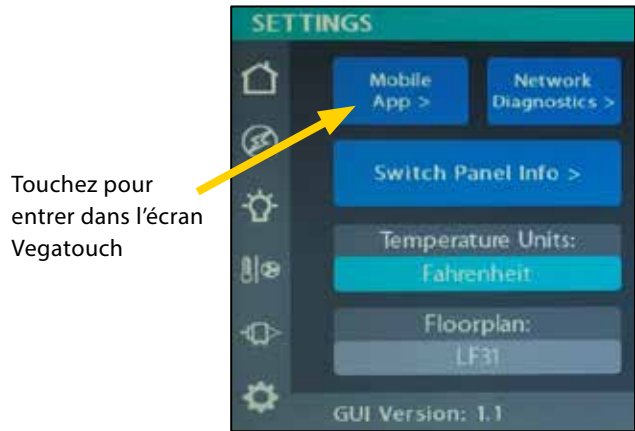 SETTINGS
Mobile
App >
Network
Diagnostics >
Switch Panel Info >
Touchez pour
entrer dans l'écran
Vegatouch
Temperature Units:
Fahrenheit
Floorplan:
LF31
GUI Version: 1.1